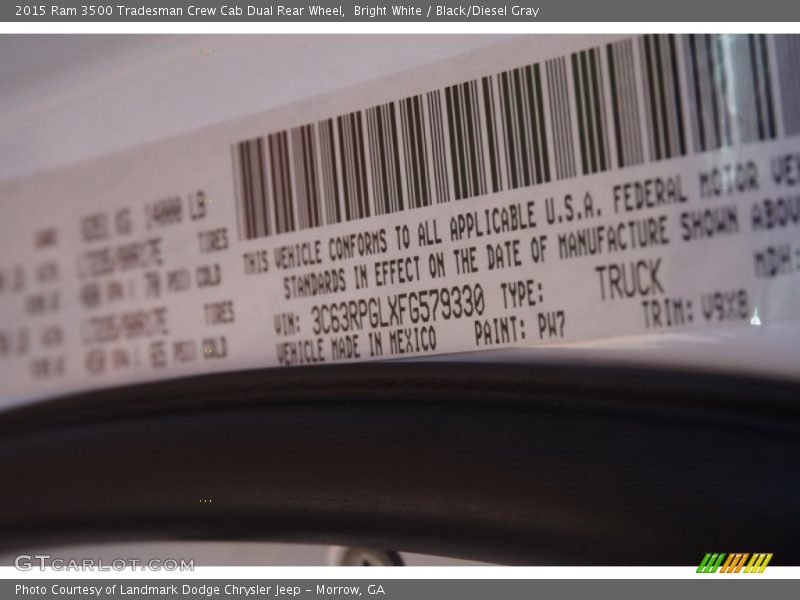 2015 Ram 3500 Tradesman Crew Cab Dual Rear Wheel, Bright White / Black/Diesel Gray
14000 LB
TIRES
COLD
TIRES
COLD
THIS VEHICLE CONFORMS TO ALL APPLICABLE U.S.A. FEDERAL MOTOR
STANDARDS IN EFFECT ON THE DATE OF MANUFACTURE SHOWN
VIN: 3C63RPGLXFG579330 TYPE: TRUCK MDH:
VEHICLE MADE IN MEXICO PAINT: PW7 TRIM: V9X8
GTcarlot.com
Photo Courtesy of Landmark Dodge Chrysler Jeep – Morrow, GA